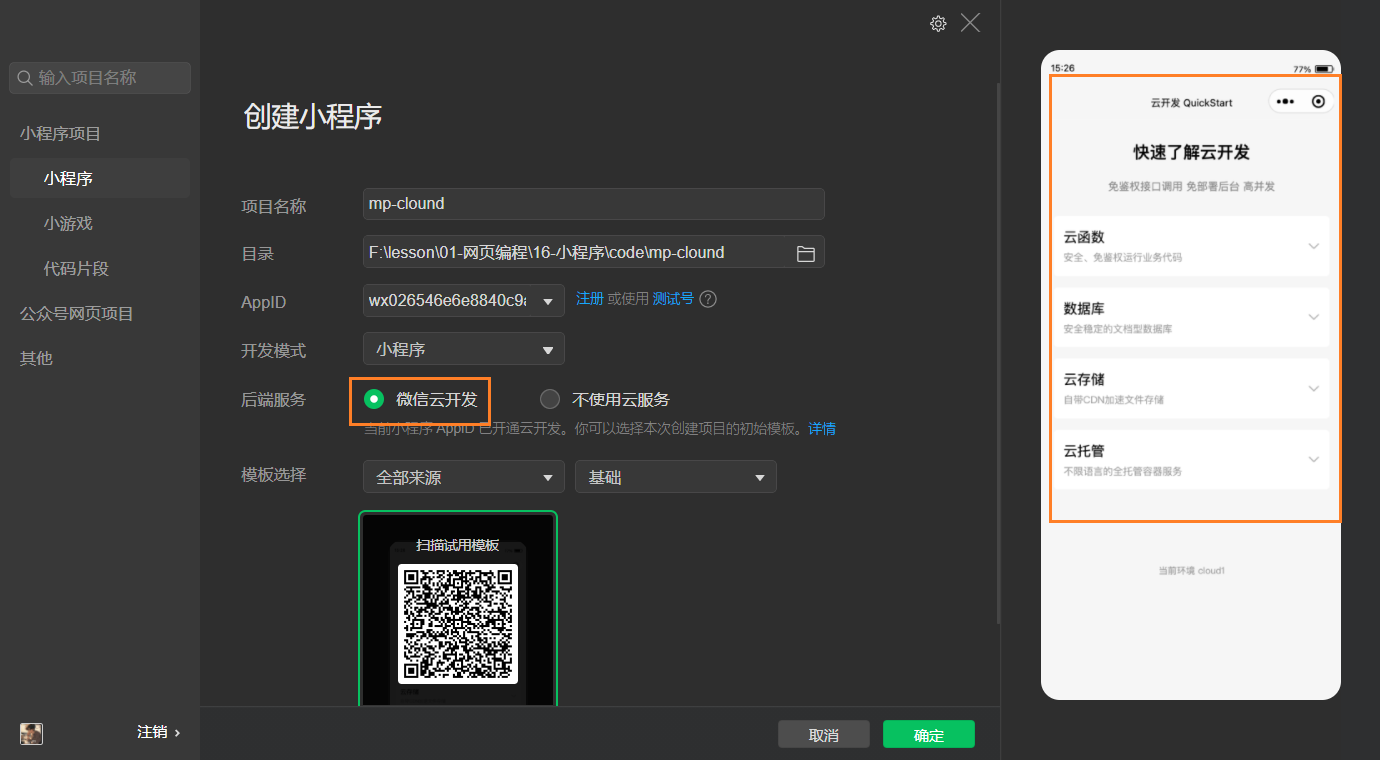 输入项目名称
小程序项目
小程序
小游戏
代码片段
公众号网页项目
其他
注销
创建小程序
项目名称
mp-clound
目录
F:\lesson\01-网页编程\16-小程序\code\mp-clound
AppID
wx026546e6e8840c9a
注册 或使用 测试号 ?
开发模式
小程序
后端服务
微信云开发
不使用云服务
当前小程序 AppID 已开通云开发。你可以选择本次创建项目的初始模板。详情
模板选择
全部来源
基础
扫描试用模板
取消
确定
15:26
77%
云开发 QuickStart
快速了解云开发
免鉴权接口调用 免部署后台 高并发
云函数
安全、免鉴权运行业务代码
数据库
安全稳定的文档型数据库
云存储
自带CDN加速文件存储
云托管
不限语言的全托管容器服务
当前环境 cloud1